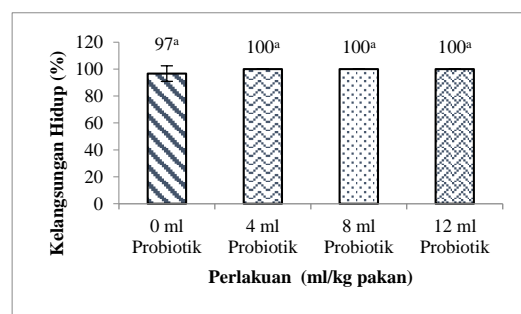 Kelangsungan Hidup (%)
120
100
80
60
40
20
0
97ᵃ
100ᵃ
100ᵃ
100ᵃ
0 ml
Probiotik
4 ml
Probiotik
8 ml
Probiotik
12 ml
Probiotik
Perlakuan (ml/kg pakan)